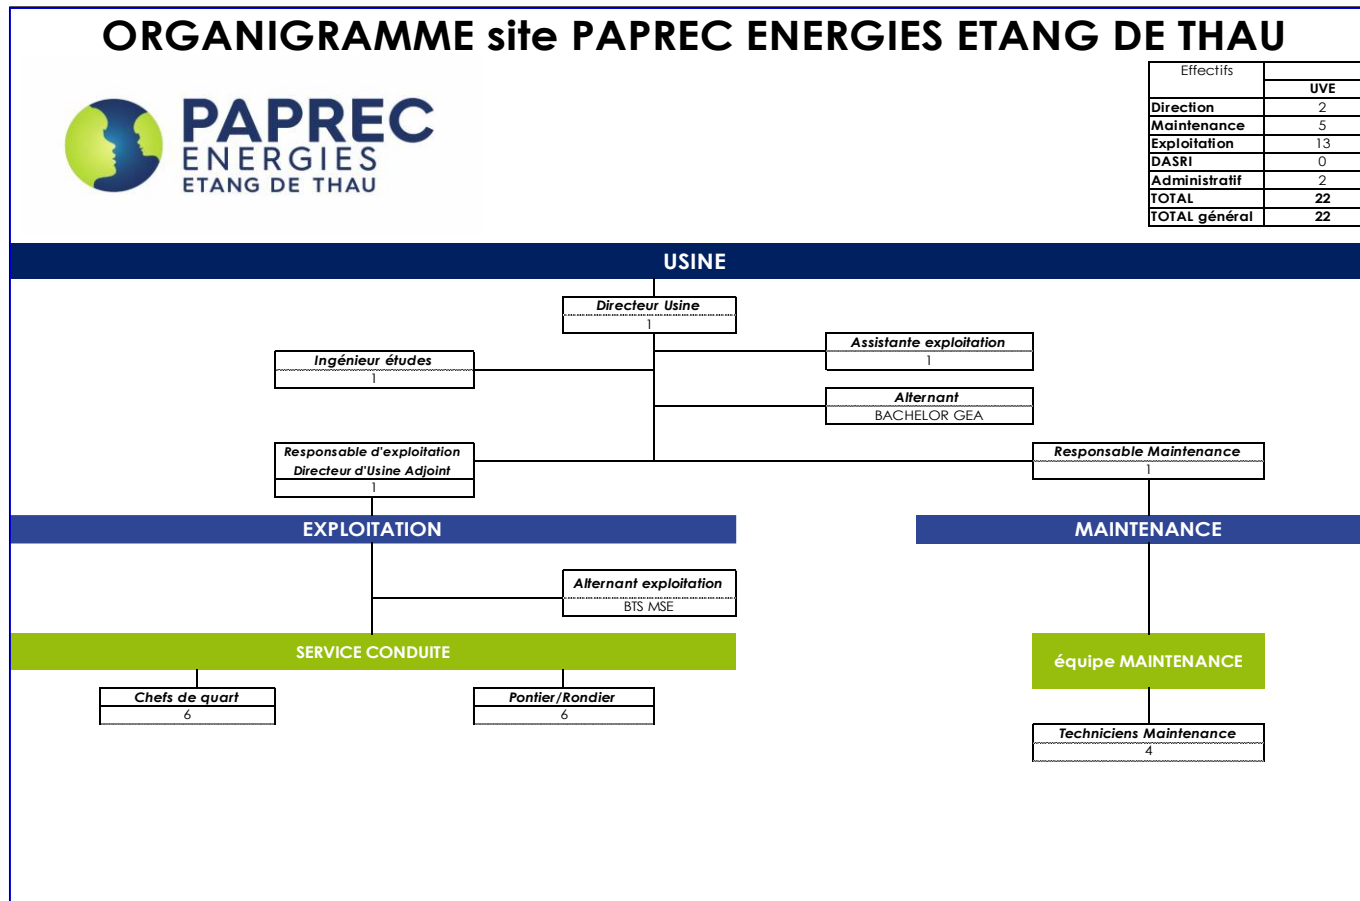 ORGANIGRAMME site PAPREC ENERGIES ETANG DE THAU
PAPREC
ENERGIES
ETANG DE THAU
Effectifs
UVE
Direction 2
Maintenance 5
Exploitation 13
DASRI 0
Administratif 2
TOTAL 22
TOTAL général 22
USINE
Directeur Usine
1
Assistante exploitation
1
Ingénieur études
1
Alternant
BACHELOR GEA
Responsable d'exploitation
Directeur d'Usine Adjoint
1
Responsable Maintenance
1
EXPLOITATION
MAINTENANCE
Alternant exploitation
BTS MSE
SERVICE CONDUITE
équipe MAINTENANCE
Chefs de quart
6
Pontier/Rondier
6
Techniciens Maintenance
4